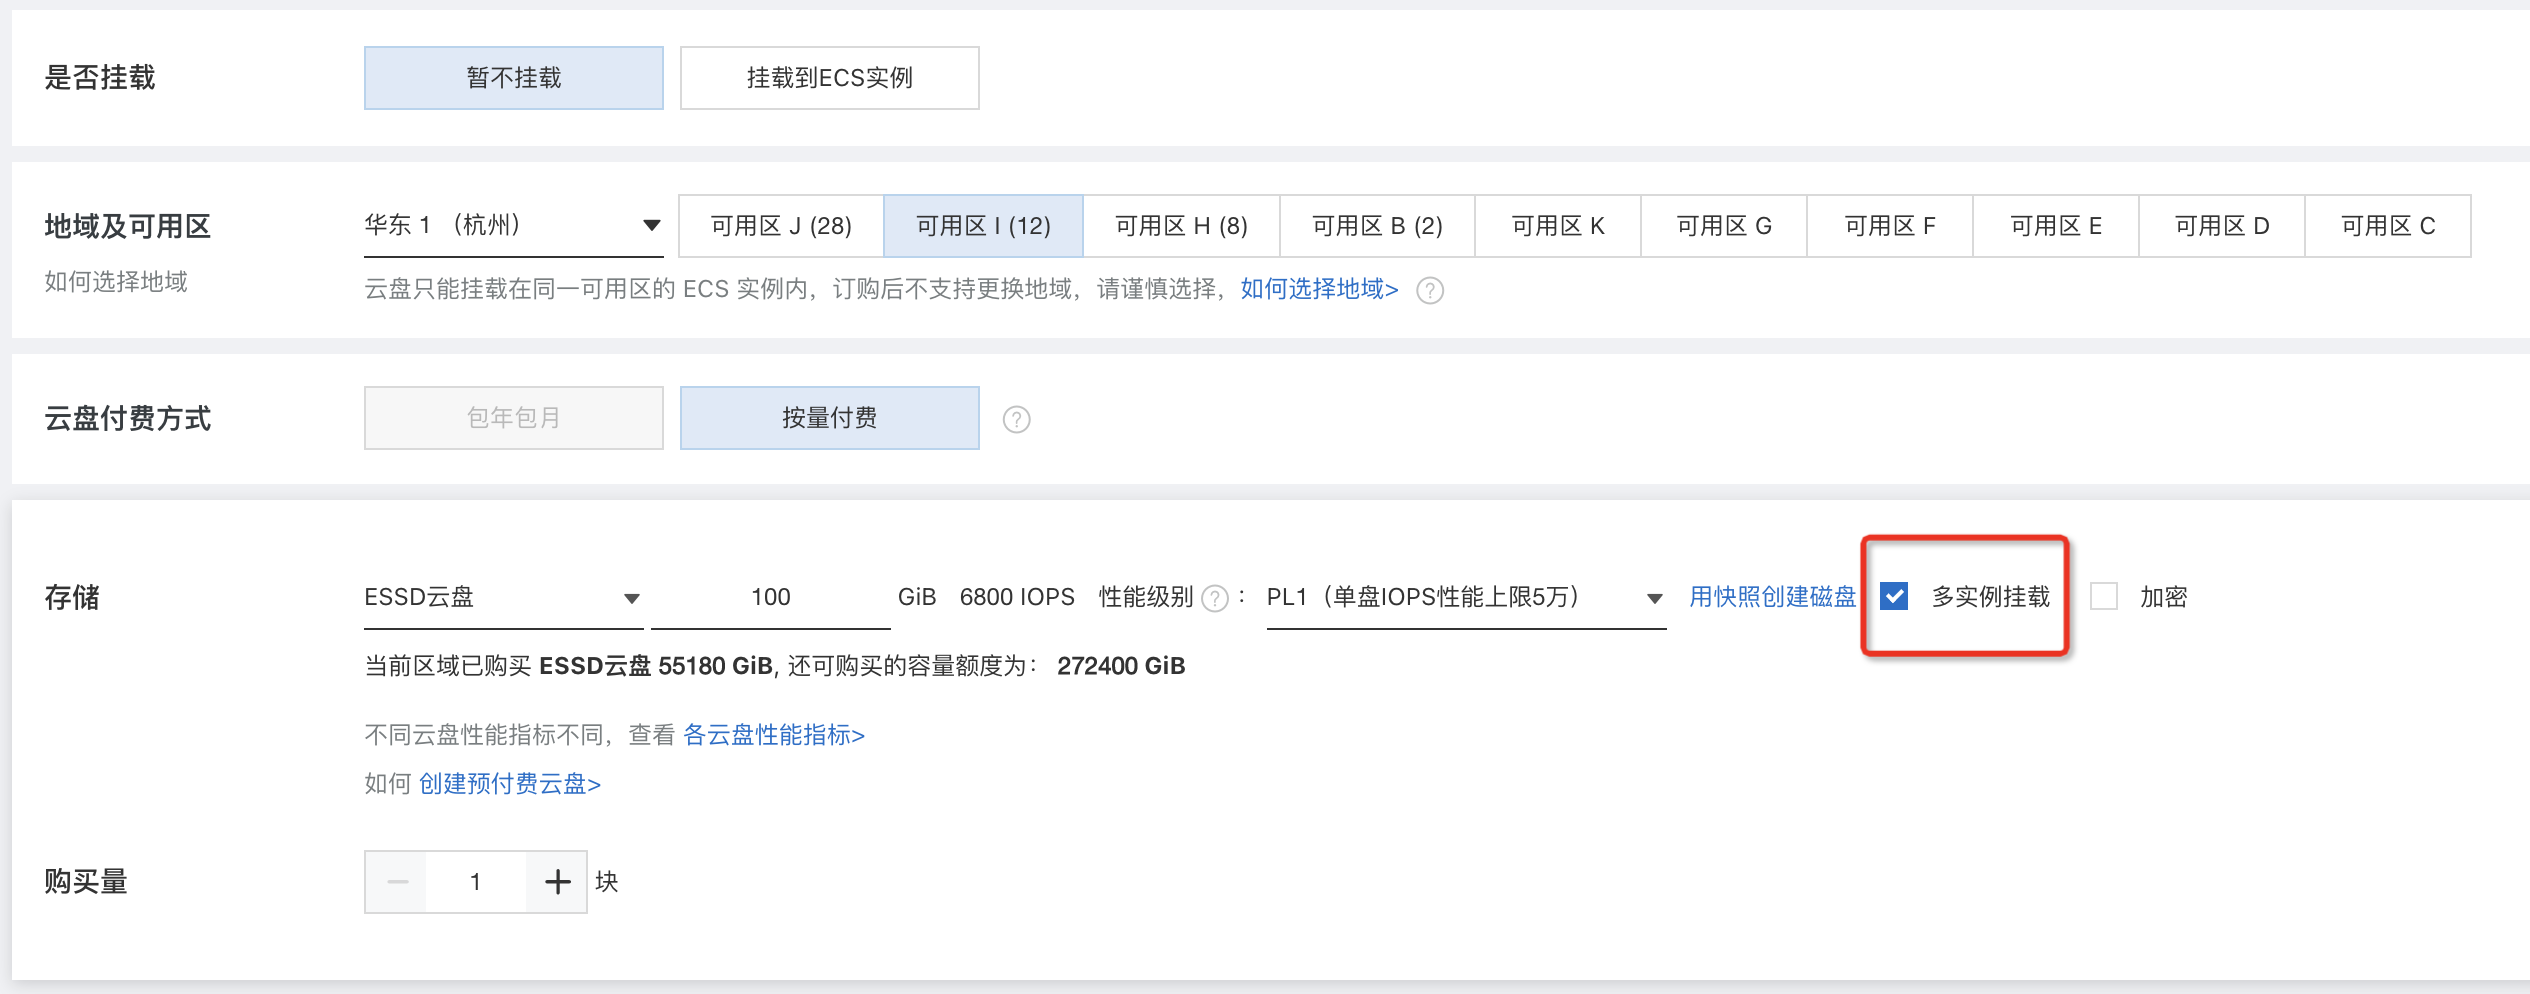 是否挂载 暂不挂载 挂载到ECS实例
地域及可用区 华东 1 （杭州） 可用区 J (28) 可用区 I (12) 可用区 H (8) 可用区 B (2) 可用区 K 可用区 G 可用区 F 可用区 E 可用区 D 可用区 C
如何选择地域 云盘只能挂载在同一可用区的 ECS 实例内，订购后不支持更换地域，请谨慎选择，如何选择地域> ?
云盘付费方式 包年包月 按量付费 ?
存储 ESSD云盘 100 GiB 6800 IOPS 性能级别 ? ： PL1（单盘IOPS性能上限5万） 用快照创建磁盘 多实例挂载 加密
当前区域已购买 ESSD云盘 55180 GiB, 还可购买的容量额度为： 272400 GiB
不同云盘性能指标不同，查看 各云盘性能指标>
如何 创建预付费云盘>
购买量 — 1 + 块